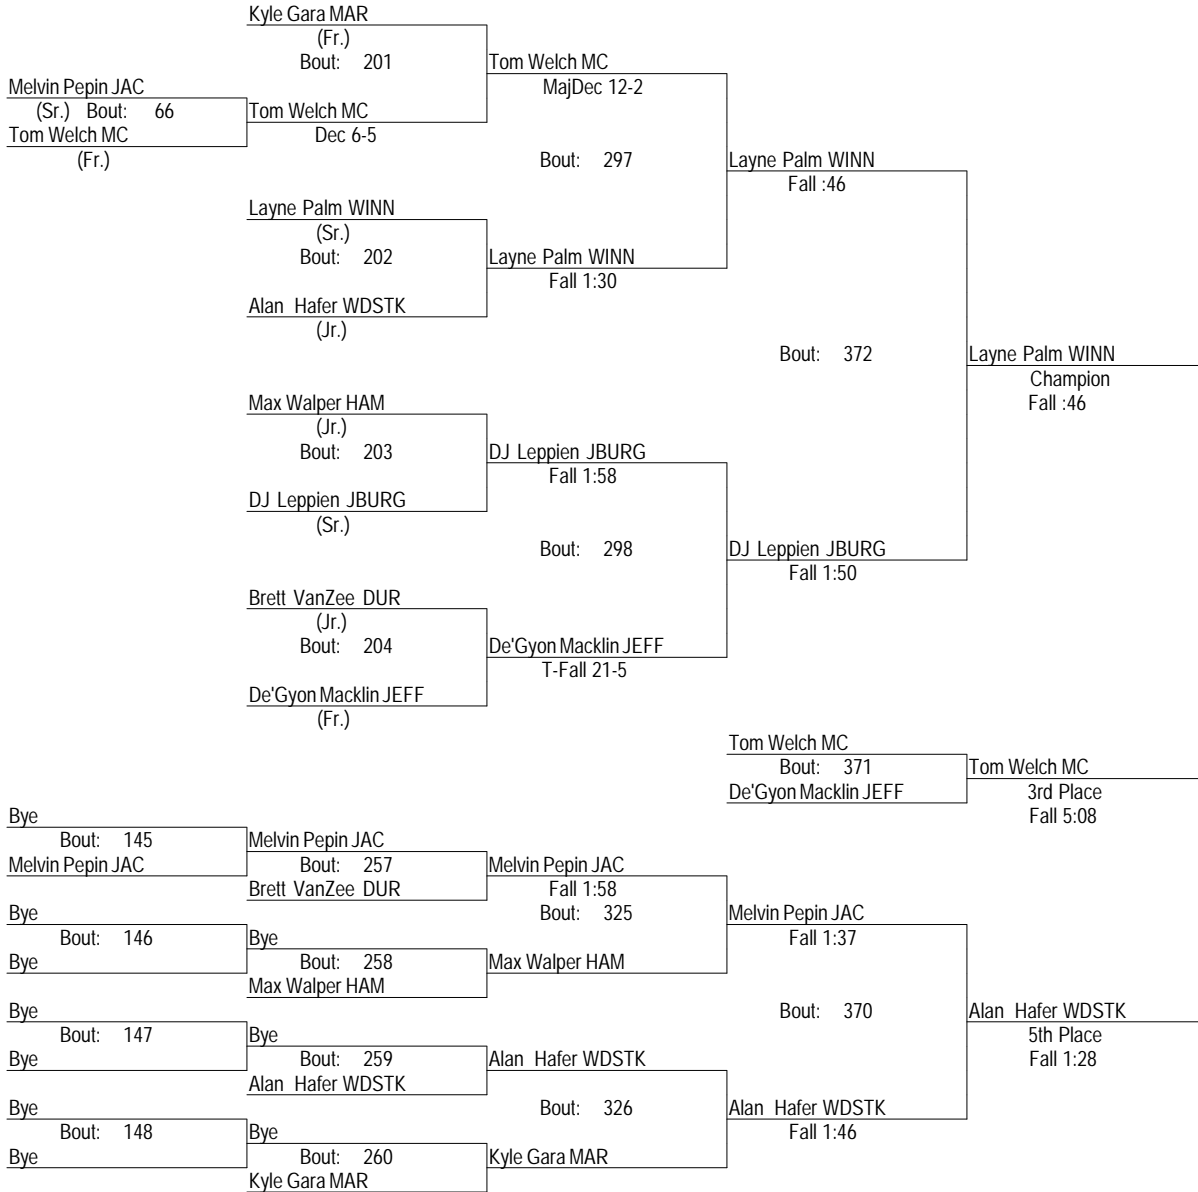 Kyle Gara MAR
(Fr.)
Bout: 201
Tom Welch MC
MajDec 12-2
Melvin Pepin JAC
(Sr.) Bout: 66
Tom Welch MC
Dec 6-5
Tom Welch MC
(Fr.)
Bout: 297
Layne Palm WINN
Fall :46
Layne Palm WINN
(Sr.)
Bout: 202
Layne Palm WINN
Fall 1:30
Alan Hafer WDSTK
(Jr.)
Bout: 372
Layne Palm WINN
Champion
Fall :46
Max Walper HAM
(Jr.)
Bout: 203
DJ Leppien JBURG
Fall 1:58
DJ Leppien JBURG
(Sr.)
Bout: 298
DJ Leppien JBURG
Fall 1:50
Brett VanZee DUR
(Jr.)
Bout: 204
De'Gyon Macklin JEFF
T-Fall 21-5
De'Gyon Macklin JEFF
(Fr.)
Tom Welch MC
Bout: 371
Tom Welch MC
De'Gyon Macklin JEFF
3rd Place
Fall 5:08
Bye
Bout: 145
Melvin Pepin JAC
Melvin Pepin JAC
Bout: 257
Melvin Pepin JAC
Brett VanZee DUR
Fall 1:58
Bye
Bout: 325
Melvin Pepin JAC
Fall 1:37
Bout: 146
Bye
Bye
Bout: 258
Max Walper HAM
Max Walper HAM
Bye
Bout: 370
Alan Hafer WDSTK
5th Place
Fall 1:28
Bout: 147
Bye
Bye
Bout: 259
Alan Hafer WDSTK
Alan Hafer WDSTK
Bye
Bout: 326
Alan Hafer WDSTK
Fall 1:46
Bout: 148
Bye
Bye
Bout: 260
Kyle Gara MAR
Kyle Gara MAR